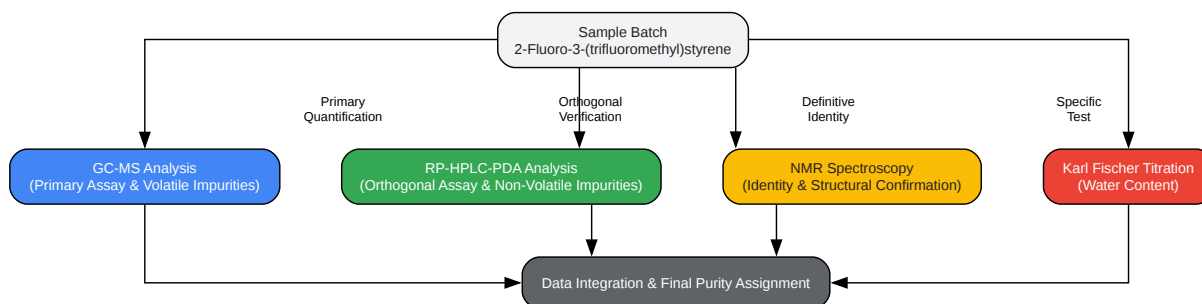 Sample Batch
2-Fluoro-3-(trifluoromethyl)styrene
Primary
Quantification
Orthogonal
Verification
Definitive
Identity
Specific
Test
GC-MS Analysis
(Primary Assay & Volatile Impurities)
RP-HPLC-PDA Analysis
(Orthogonal Assay & Non-Volatile Impurities)
NMR Spectroscopy
(Identity & Structural Confirmation)
Karl Fischer Titration
(Water Content)
Data Integration & Final Purity Assignment